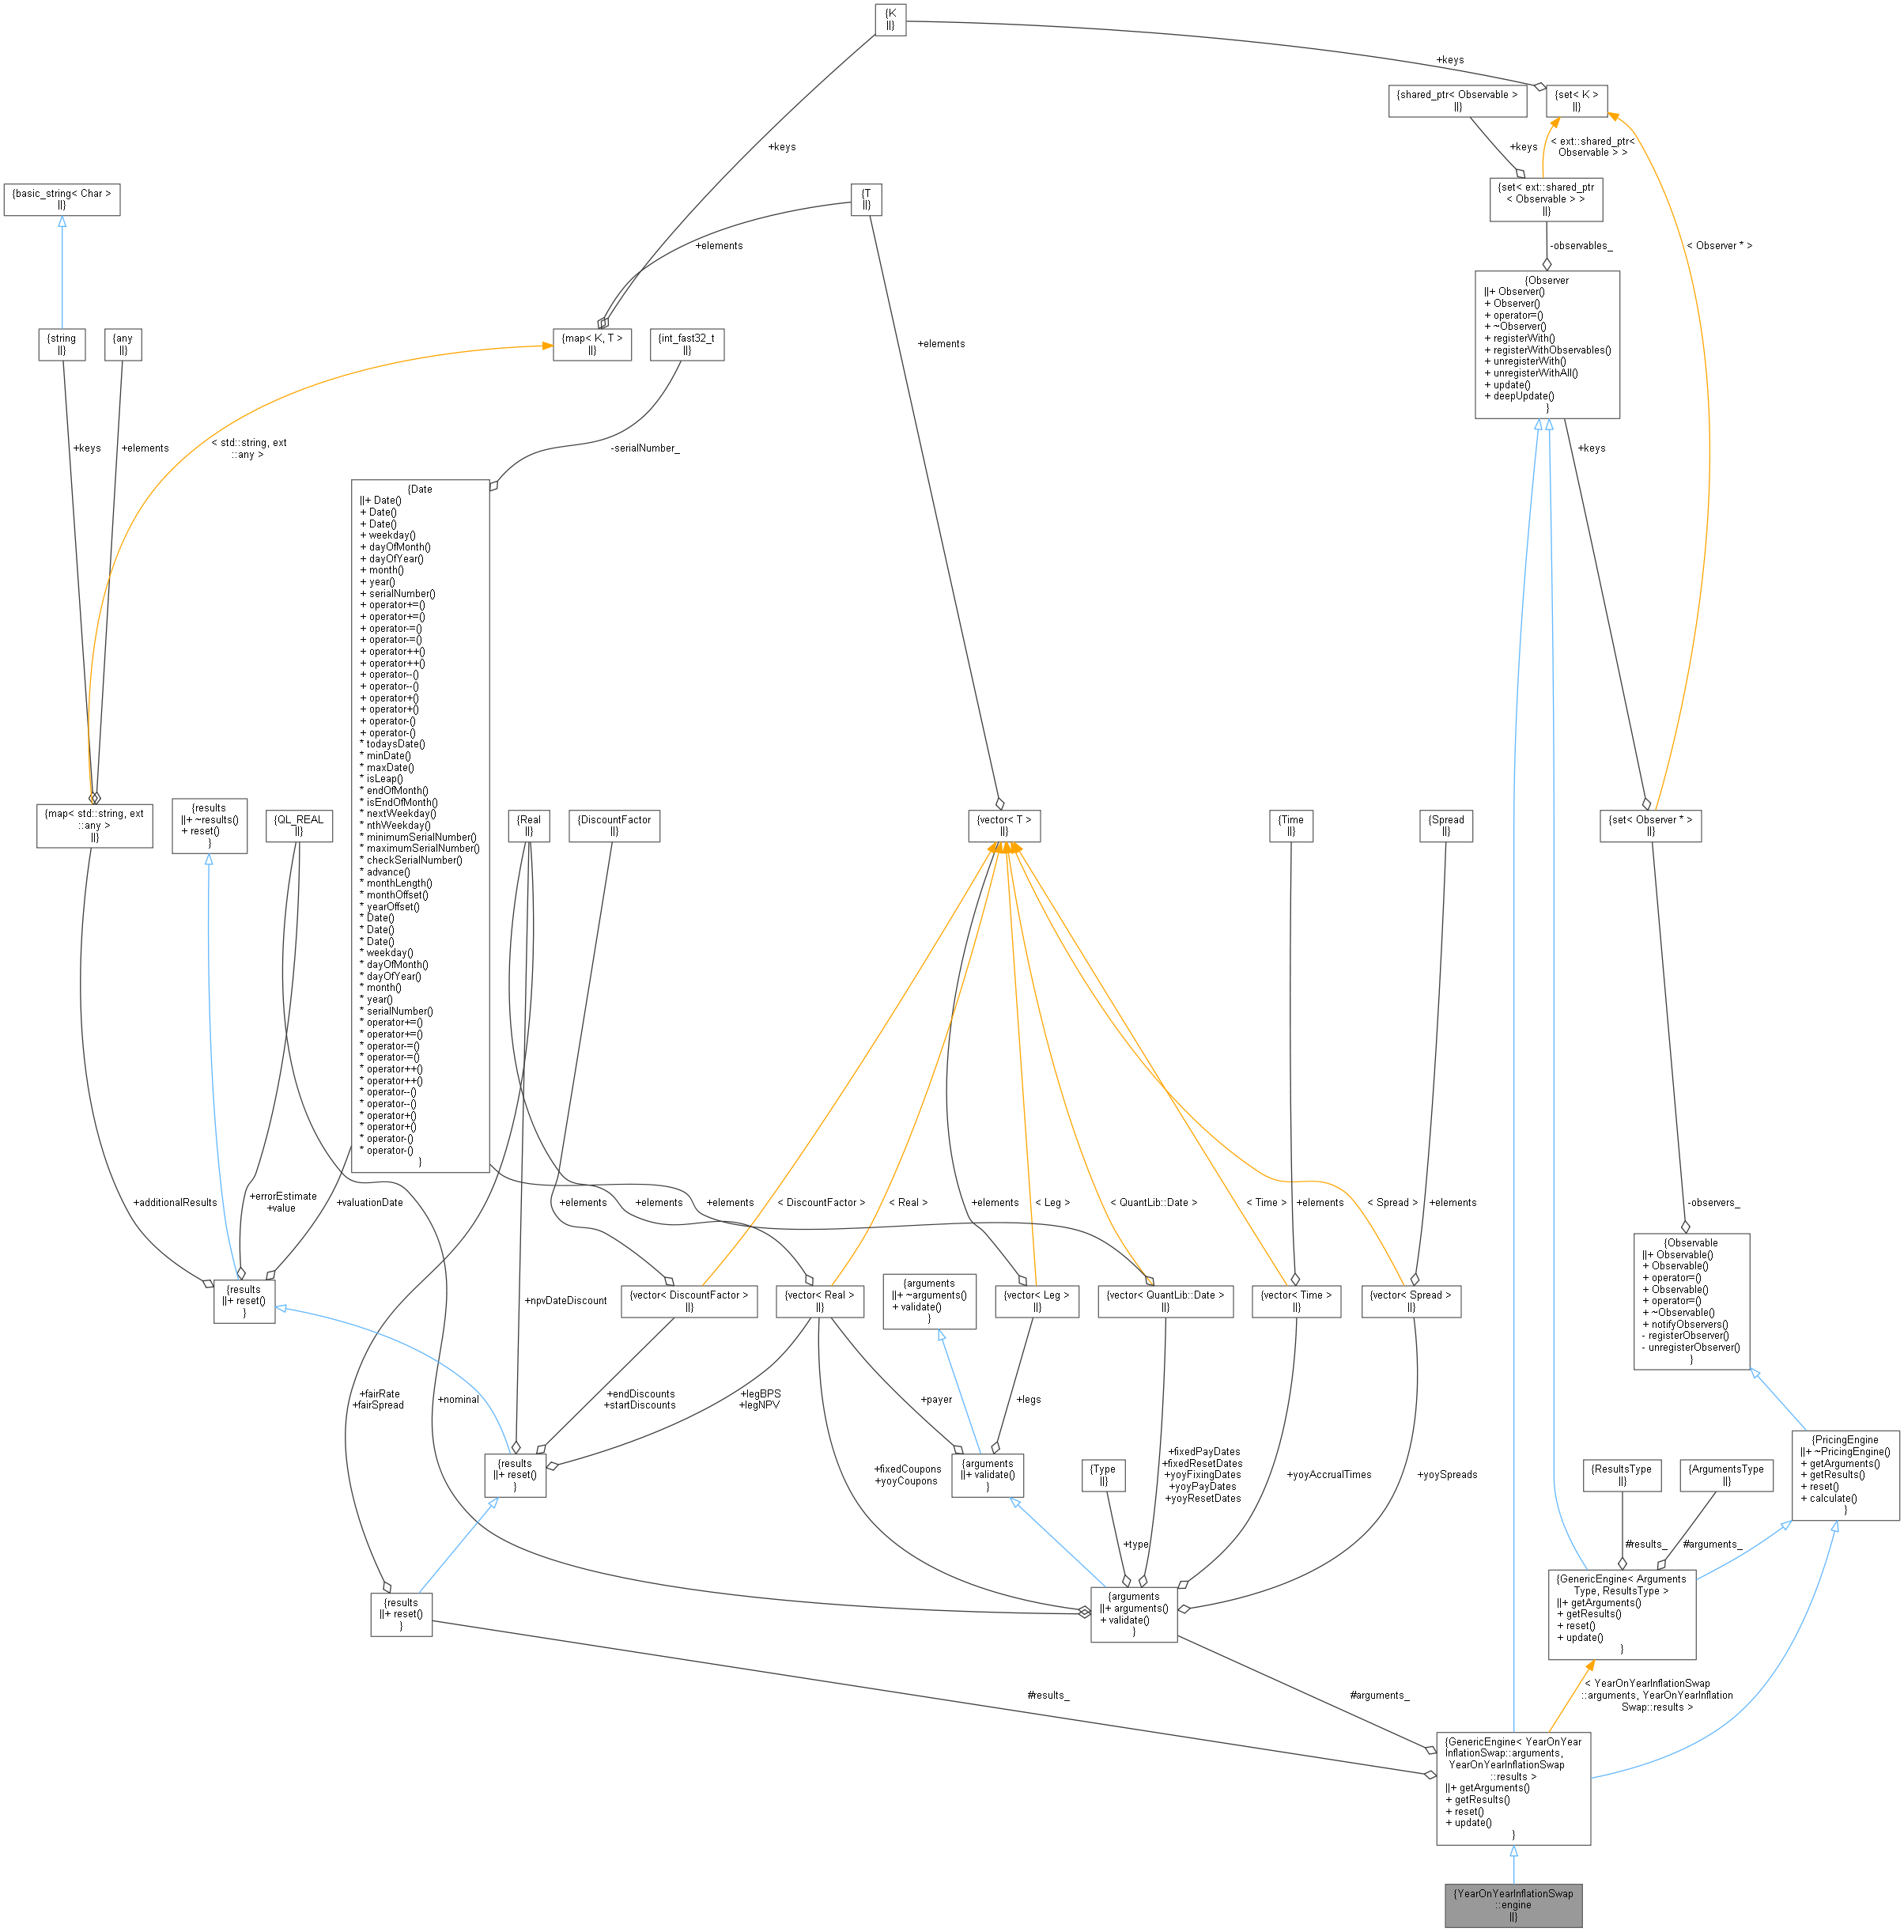 {K
||}
+keys
{shared_ptr< Observable >
||}
{set< K >
||}
+keys
+keys
< ext::shared_ptr<
Observable > >
{basic_string< Char >
||}
{T
||}
{set< ext::shared_ptr
< Observable > >
||}
+elements
-observables_
< Observer * >
{Observer
||+ Observer()
+ Observer()
+ operator=()
+ ~Observer()
+ registerWith()
+ registerWithObservables()
+ unregisterWith()
+ unregisterWithAll()
+ update()
+ deepUpdate()
}
{string
||}
{any
||}
{map< K, T >
||}
{int_fast32_t
||}
+elements
+keys
+elements
< std::string, ext
::any >
-serialNumber_
+keys
{Date
||+ Date()
+ Date()
+ Date()
+ weekday()
+ dayOfMonth()
+ dayOfYear()
+ month()
+ year()
+ serialNumber()
+ operator+=()
+ operator+=()
+ operator-=()
+ operator-=()
+ operator++()
+ operator++()
+ operator--()
+ operator--()
+ operator+()
+ operator+()
+ operator-()
+ operator-()
* todaysDate()
* minDate()
* maxDate()
* isLeap()
* endOfMonth()
* isEndOfMonth()
* nextWeekday()
* nthWeekday()
* minimumSerialNumber()
* maximumSerialNumber()
* checkSerialNumber()
* advance()
* monthLength()
* monthOffset()
* yearOffset()
* Date()
* Date()
* Date()
* weekday()
* dayOfMonth()
* dayOfYear()
* month()
* year()
* serialNumber()
* operator+=()
* operator+=()
* operator-=()
* operator-=()
* operator++()
* operator++()
* operator--()
* operator--()
* operator+()
* operator+()
* operator-()
* operator-()
}
{map< std::string, ext
::any >
||}
{results
||+ ~results()
+ reset()
}
{QL_REAL
||}
{Real
||}
{DiscountFactor
||}
{vector< T >
||}
{Time
||}
{Spread
||}
{set< Observer * >
||}
+additionalResults
+errorEstimate
+value
+valuationDate
+nominal
+elements
+elements
+elements
< DiscountFactor >
< Real >
+elements
< Leg >
< QuantLib::Date >
< Time >
+elements
< Spread >
+elements
-observers_
{Observable
||+ Observable()
+ Observable()
+ operator=()
+ Observable()
+ operator=()
+ ~Observable()
+ notifyObservers()
- registerObserver()
- unregisterObserver()
}
{results
||+ reset()
}
+npvDateDiscount
{vector< DiscountFactor >
||}
{vector< Real >
||}
{arguments
||+ ~arguments()
+ validate()
}
{vector< Leg >
||}
{vector< QuantLib::Date >
||}
{vector< Time >
||}
{vector< Spread >
||}
+fairRate
+fairSpread
+endDiscounts
+startDiscounts
+legBPS
+legNPV
+payer
+legs
{results
||+ reset()
}
+fixedCoupons
+yoyCoupons
{arguments
||+ validate()
}
{Type
||}
+fixedPayDates
+fixedResetDates
+yoyFixingDates
+yoyPayDates
+yoyResetDates
+yoyAccrualTimes
+yoySpreads
{ResultsType
||}
{ArgumentsType
||}
{PricingEngine
||+ ~PricingEngine()
+ getArguments()
+ getResults()
+ reset()
+ calculate()
}
+type
#results_
#arguments_
{results
||+ reset()
}
{arguments
||+ arguments()
+ validate()
}
{GenericEngine< Arguments
Type, ResultsType >
||+ getArguments()
+ getResults()
+ reset()
+ update()
}
#results_
#arguments_
< YearOnYearInflationSwap
::arguments, YearOnYearInflation
Swap::results >
{GenericEngine< YearOnYear
InflationSwap::arguments,
YearOnYearInflationSwap
::results >
||+ getArguments()
+ getResults()
+ reset()
+ update()
}
{YearOnYearInflationSwap
::engine
||}